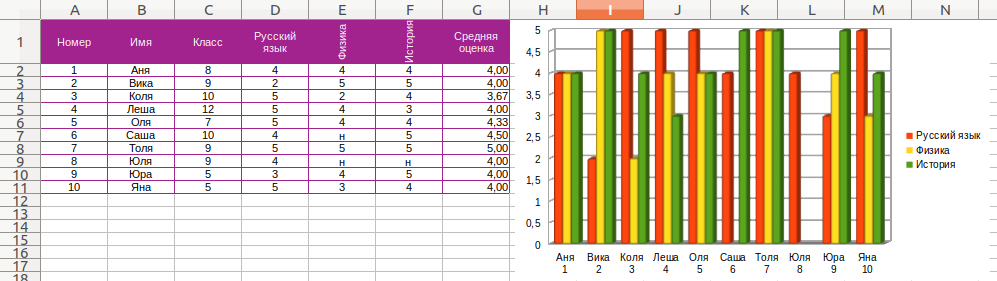 A B C D E F G H I J K L M N
1 Номер Имя Класс Русский язык Физика История Средняя оценка
2 1 Аня 8 4 4 4 4,00
3 2 Вика 9 2 5 5 4,00
4 3 Коля 10 5 2 4 3,67
5 4 Леша 12 5 4 3 4,00
6 5 Оля 7 5 4 4 4,33
7 6 Саша 10 4 н 5 4,50
8 7 Толя 9 5 5 5 5,00
9 8 Юля 9 4 н н 4,00
10 9 Юра 5 3 4 5 4,00
11 10 Яна 5 5 3 4 4,00
12
13
14
15
16
17
18
5
4,5
4
3,5
3
2,5
2
1,5
1
0,5
0
Аня Вика Коля Леша Оля Саша Толя Юля Юра Яна
1 2 3 4 5 6 7 8 9 10
Русский язык
Физика
История